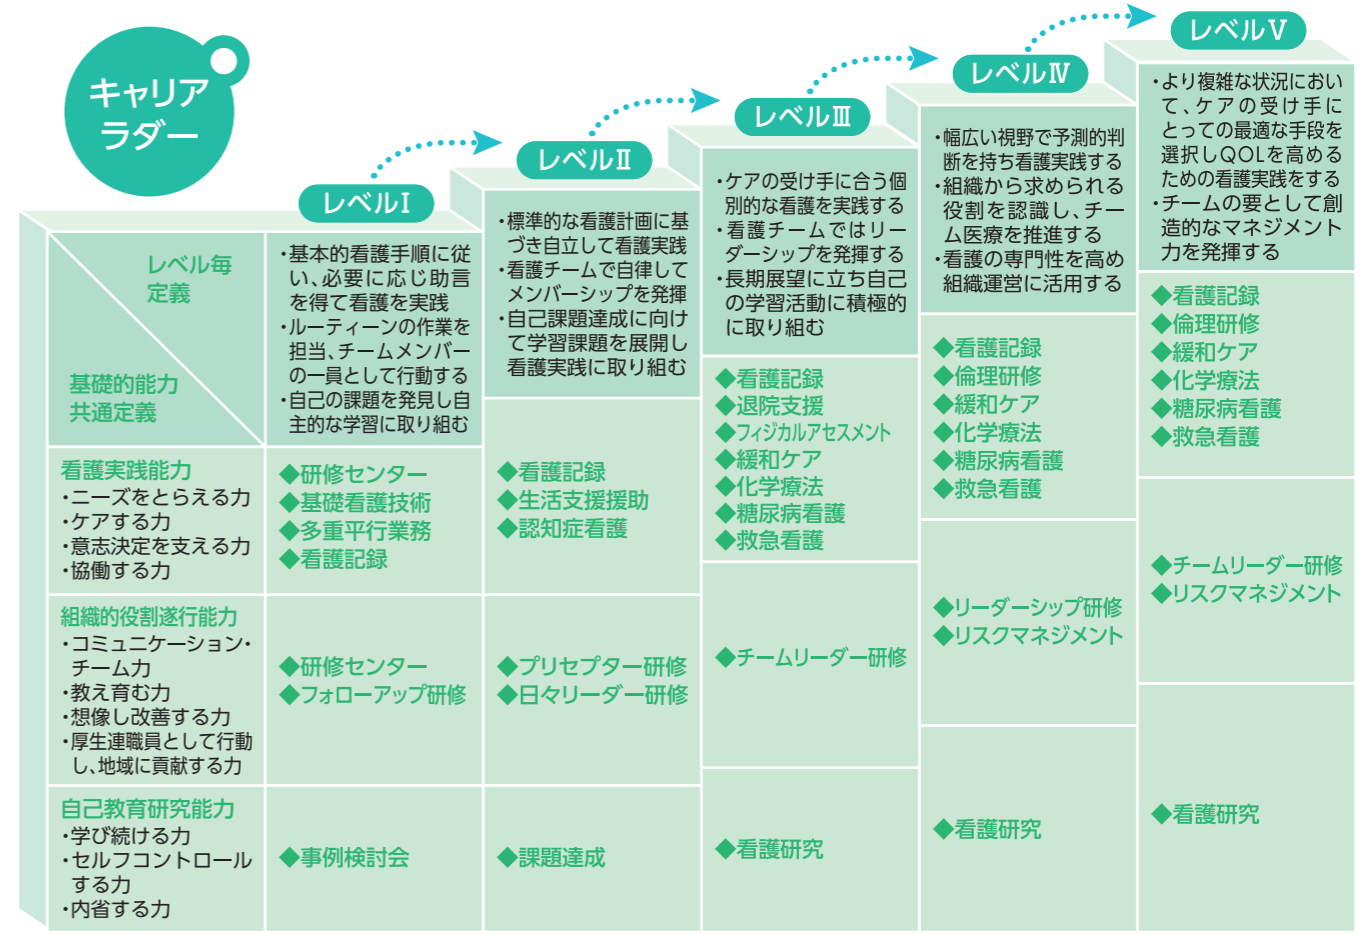 キャリア
ラダー
レベルⅠ
レベルⅡ
レベルⅢ
レベルⅣ
レベルⅤ
レベル毎
定義
基礎的能力
共通定義
・基本的看護手順に従
い、必要に応じ助言
を得て看護を実践
・ルーティーンの作業を
担当、チームメンバー
の一員として行動する
・自己の課題を発見し自
主的な学習に取り組む
・標準的な看護計画に基
づき自立して看護実践
・看護チームで自律して
メンバーシップを発揮
・自己課題達成に向け
て学習課題を展開し
看護実践に取り組む
・ケアの受け手に合う個
別的な看護を実践する
・看護チームではリー
ダーシップを発揮する
・長期展望に立ち自己
の学習活動に積極的
に取り組む
・幅広い視野で予測的判
断を持ち看護実践する
・組織から求められる
役割を認識し、チー
ム医療を推進する
・看護の専門性を高め
組織運営に活用する
・より複雑な状況におい
て、ケアの受け手に
とっての最適な手段を
選択しQOLを高める
ための看護実践をする
・チームの要として創
造的なマネジメント
力を発揮する
看護実践能力
・ニーズをとらえる力
・ケアする力
・意志決定を支える力
・協働する力
◆研修センター
◆基礎看護技術
◆多重平行業務
◆看護記録
◆看護記録
◆生活支援援助
◆認知症看護
◆看護記録
◆退院支援
◆フィジカルアセスメント
◆緩和ケア
◆化学療法
◆糖尿病看護
◆救急看護
◆看護記録
◆倫理研修
◆緩和ケア
◆化学療法
◆糖尿病看護
◆救急看護
◆看護記録
◆倫理研修
◆緩和ケア
◆化学療法
◆糖尿病看護
◆救急看護
組織的役割遂行能力
・コミュニケーション・
チーム力
・教え育む力
・想像し改善する力
・厚生連職員として行動
し、地域に貢献する力
◆研修センター
◆フォローアップ研修
◆プリセプター研修
◆日々リーダー研修
◆チームリーダー研修
◆リーダーシップ研修
◆リスクマネジメント
◆チームリーダー研修
◆リスクマネジメント
自己教育研究能力
・学び続ける力
・セルフコントロール
する力
・内省する力
◆事例検討会
◆課題達成
◆看護研究
◆看護研究
◆看護研究